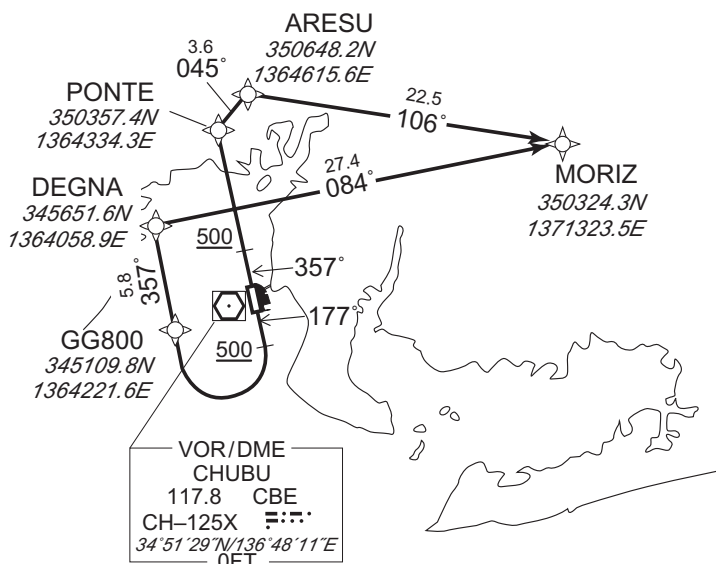 ARESU
350648.2N
1364615.6E
3.6
045°
PONTE
350357.4N
1364334.3E
22.5
106°
27.4
084°
MORIZ
350324.3N
1371323.5E
DEGNA
345651.6N
1364058.9E
500
357°
5.8
357°
177°
500
GG800
345109.8N
1364221.6E
VOR/DME
CHUBU
117.8 CBE
CH–125X
34°51´29″N/136°48´11″E
0FT